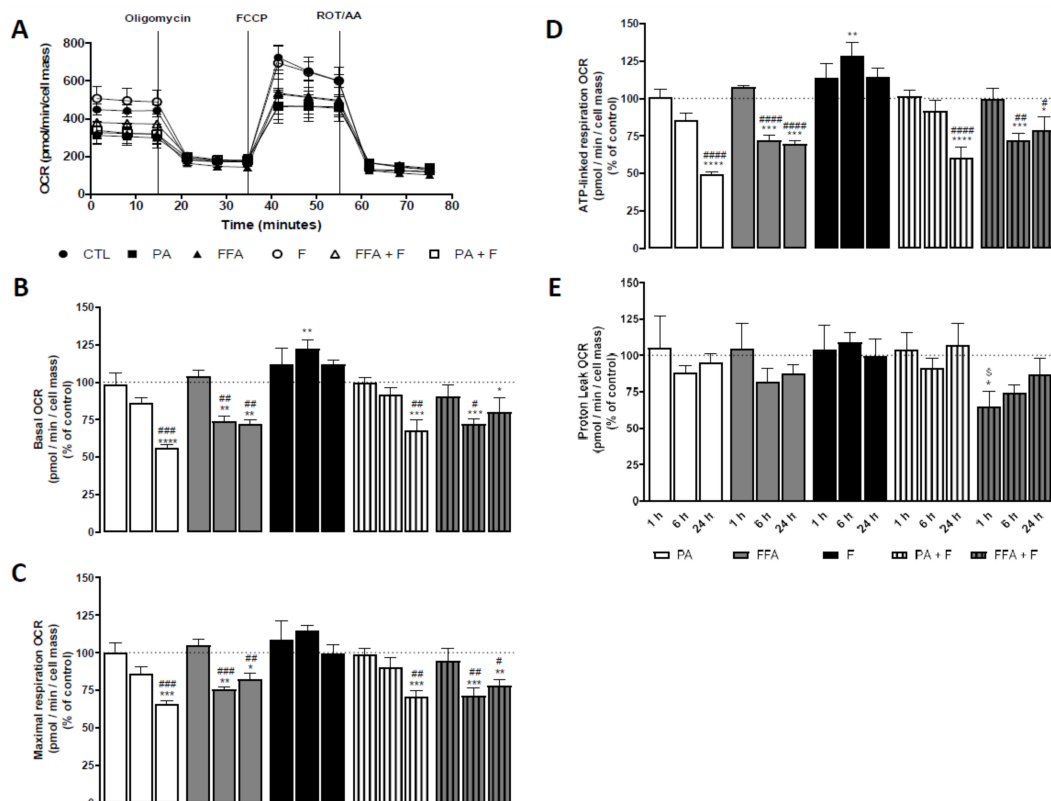 A
Oligomycin
FCCP
ROT/AA
OCR (pmol/min/cell mass)
800
600
400
200
0
0 10 20 30 40 50 60 70 80
Time (minutes)
CTL PA FFA F FFA + F PA + F
B
Basal OCR
(pmol / min / cell mass)
(% of control)
150
125
100
75
50
25
0
###
****
##
**
##
**
**
##
***
#
***
*
C
Maximal respiration OCR
(pmol / min / cell mass)
(% of control)
150
125
100
75
50
25
###
***
###
**
##
*
##
***
##
***
#
**
D
ATP-linked respiration OCR
(pmol / min / cell mass)
(% of control)
150
125
100
75
50
25
0
####
****
####
***
####
***
**
####
****
##
***
#
*
E
Proton Leak OCR
(pmol / min / cell mass)
(% of control)
150
125
100
75
50
25
0
$
*
1 h 6 h 24 h 1 h 6 h 24 h 1 h 6 h 24 h 1 h 6 h 24 h 1 h 6 h 24 h
PA FFA F PA + F FFA + F